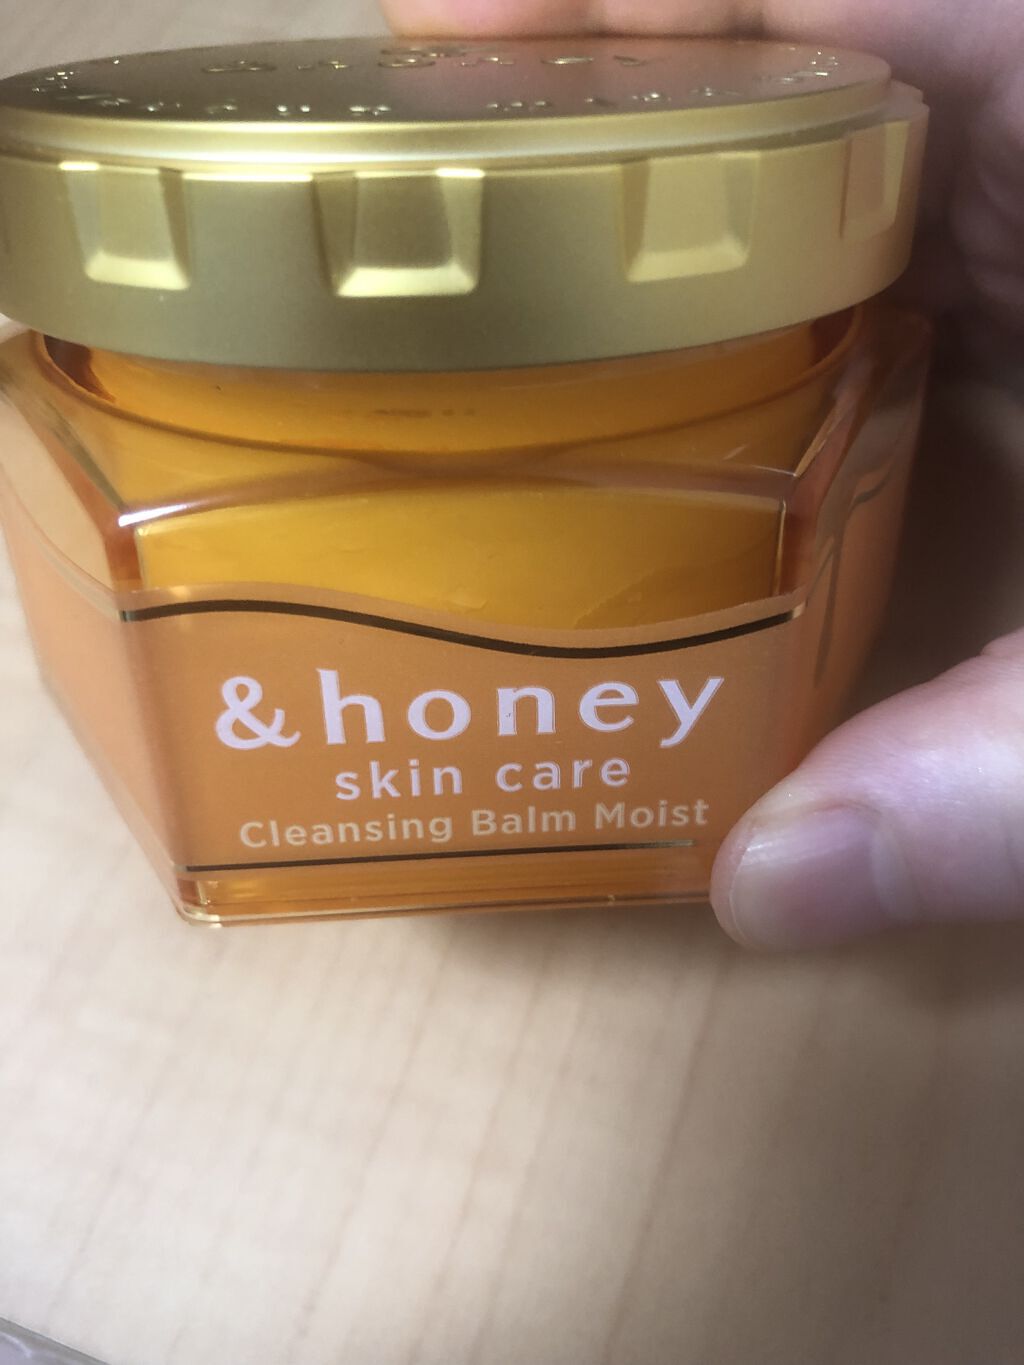 &honey
skin care
Cleansing Balm Moist